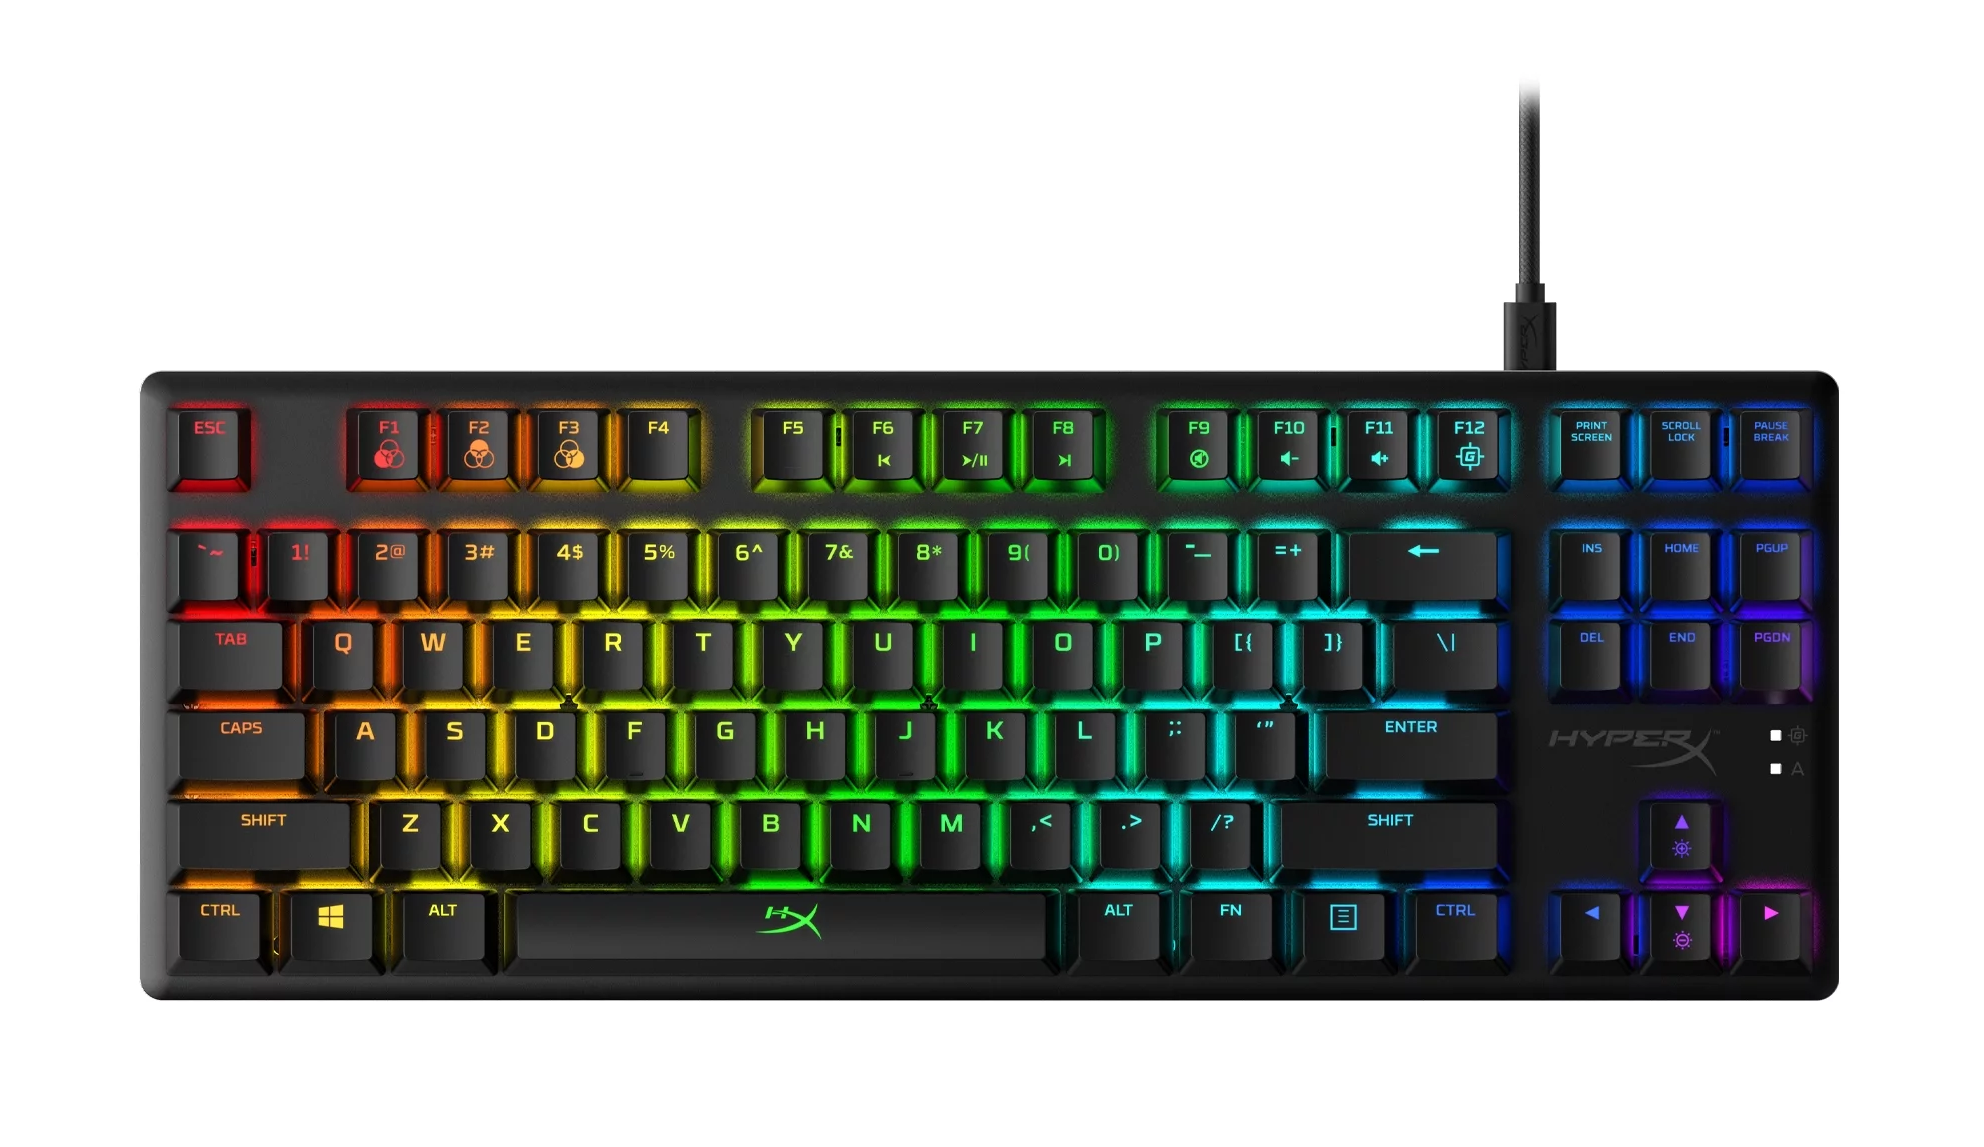 HYPERX
ESC F1 F2 F3 F4 F5 F6 F7 F8 F9 F10 F11 F12 PRINT SCREEN SCROLL LOCK PAUSE BREAK
`~ 1! 2@ 3# 4$ 5% 6^ 7& 8* 9( 0) -_ =+ INS HOME PGUP
TAB Q W E R T Y U I O P [{ ]} \| DEL END PGDN
CAPS A S D F G H J K L ;: '" ENTER HYPERX™ G
A
SHIFT Z X C V B N M ,< .> /? SHIFT
CTRL ALT HX ALT FN CTRL